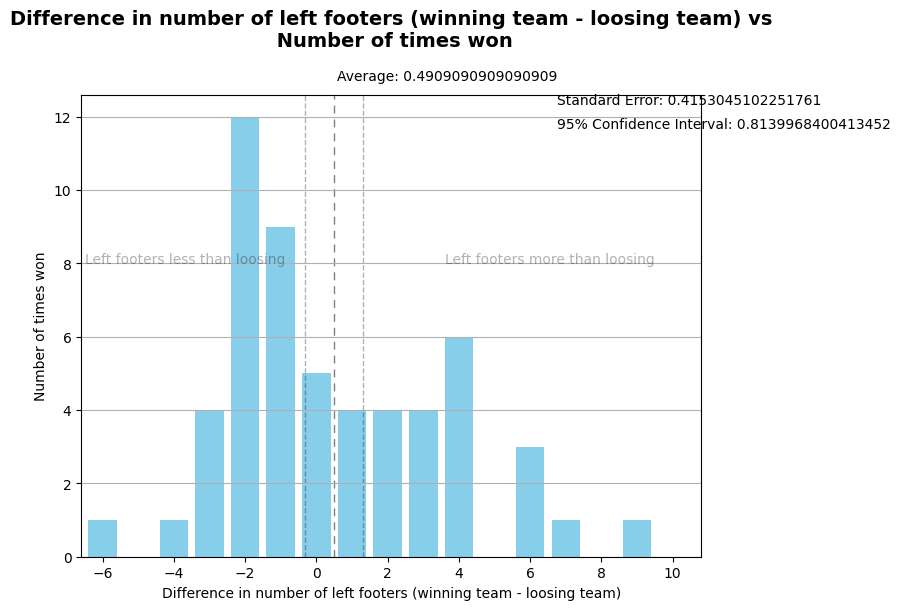 Difference in number of left footers (winning team - loosing team) vs
Number of times won
Average: 0.4909090909090909
Standard Error: 0.4153045102251761
95% Confidence Interval: 0.8139968400413452
12
10
8
6
4
2
0
Left footers less than loosing
Left footers more than loosing
Number of times won
−6
−4
−2
0
2
4
6
8
10
Difference in number of left footers (winning team - loosing team)